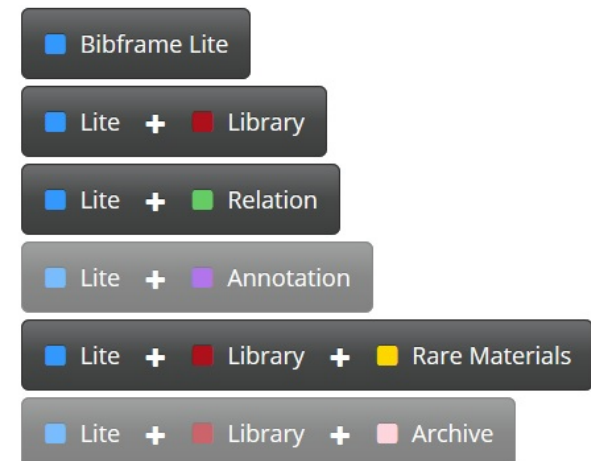 Bibframe Lite
Lite + Library
Lite + Relation
Lite + Annotation
Lite + Library + Rare Materials
Lite + Library + Archive